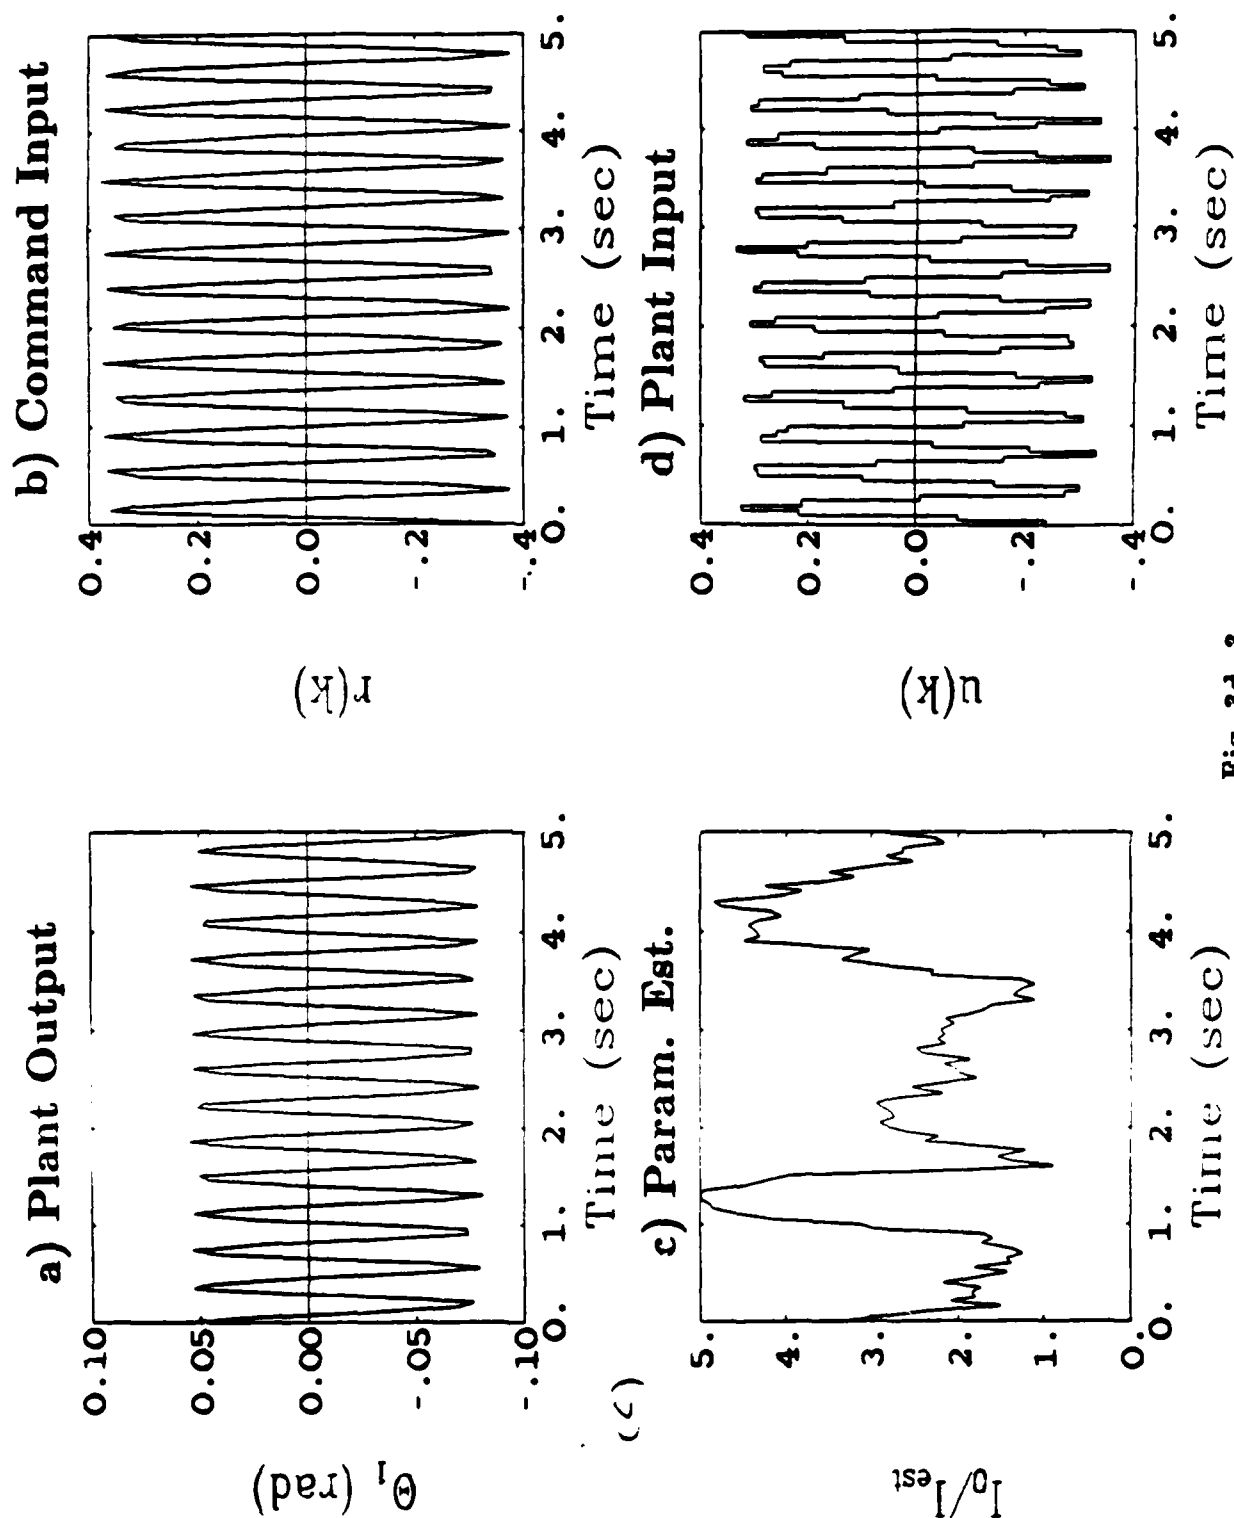 a) Plant Output
Θ₁ (rad)
0.10
0.05
0.00
-.05
-.10
0. 1. 2. 3. 4. 5.
Time (sec)
b) Command Input
r(k)
0.4
0.2
0.0
-.2
-.4
0. 1. 2. 3. 4. 5.
Time (sec)
c) Param. Est.
I₀/I_est
5.
4.
3.
2.
1.
0.
0. 1. 2. 3. 4. 5.
Time (sec)
d) Plant Input
u(k)
0.4
0.2
0.0
-.2
-.4
0. 1. 2. 3. 4. 5.
Time (sec)